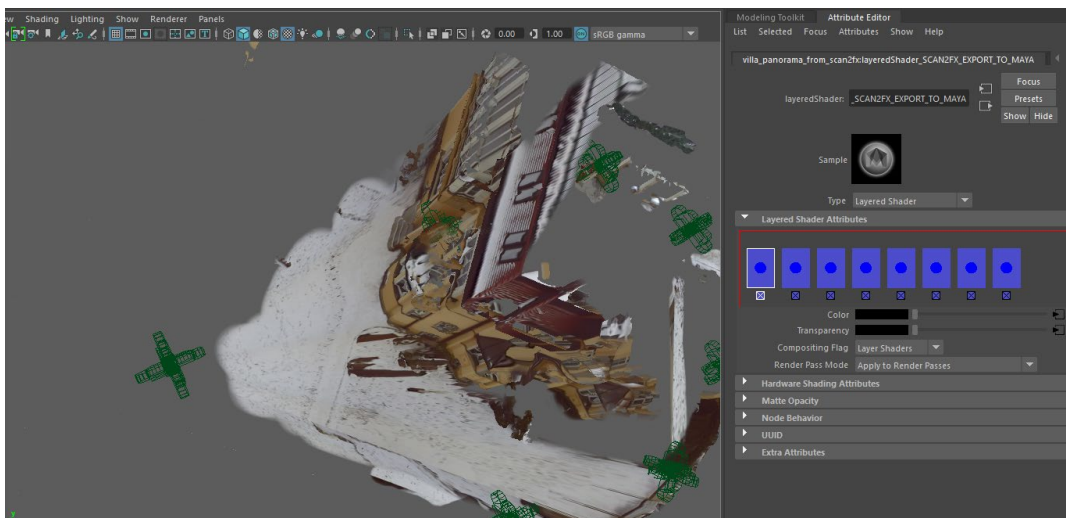 Shading Lighting Show Renderer Panels
0.00 1.00 sRGB gamma
Modeling Toolkit Attribute Editor
List Selected Focus Attributes Show Help
villa_panorama_from_scan2fx:layeredShader_SCAN2FX_EXPORT_TO_MAYA
layeredShader: _SCAN2FX_EXPORT_TO_MAYA
Focus
Presets
Show Hide
Sample
Type Layered Shader
Layered Shader Attributes
Color
Transparency
Compositing Flag Layer Shaders
Render Pass Mode Apply to Render Passes
Hardware Shading Attributes
Matte Opacity
Node Behavior
UUID
Extra Attributes